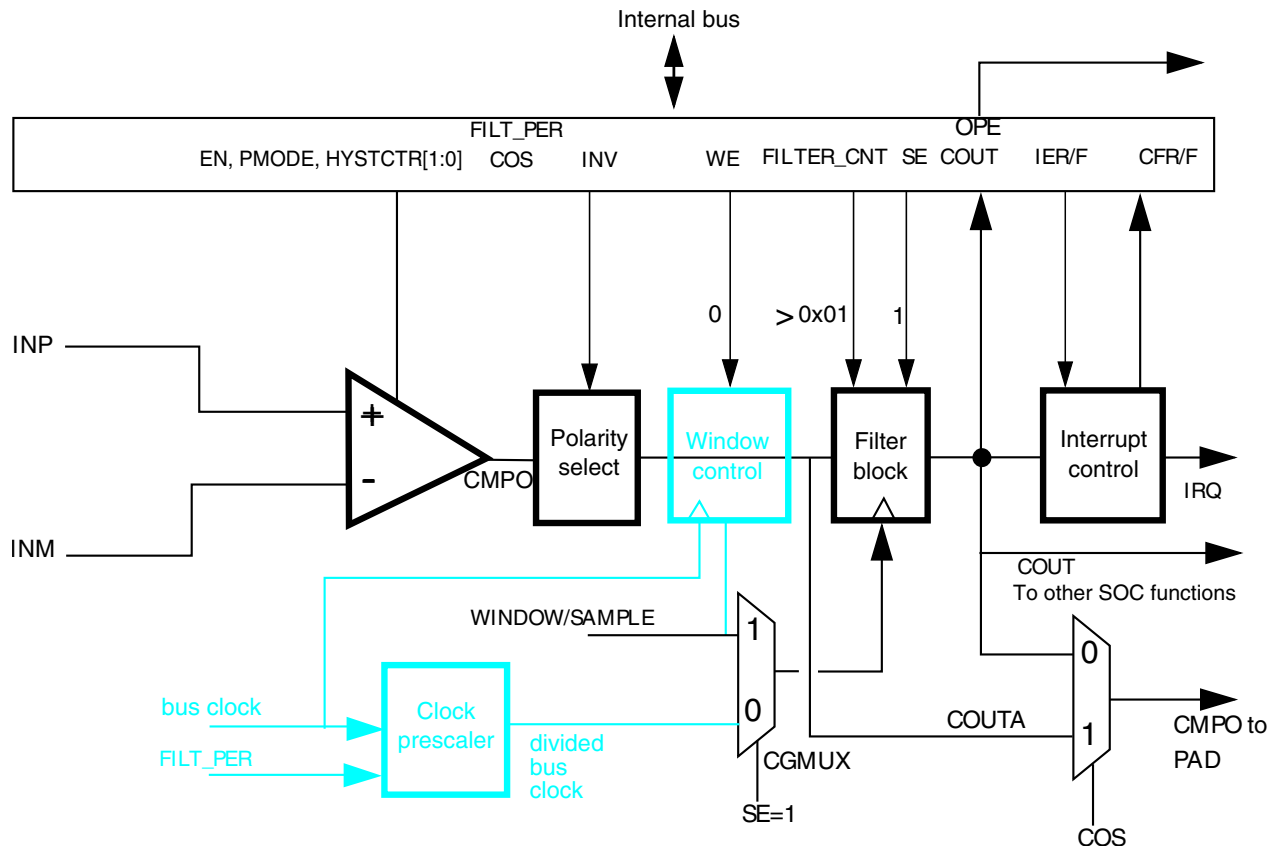 Internal bus
FILT_PER
OPE
EN, PMODE, HYSTCTR[1:0]
COS
INV
WE
FILTER_CNT
SE
COUT
IER/F
CFR/F
0
> 0x01
1
INP
+
-
INM
CMPO
Polarity
select
Window
control
Filter
block
Interrupt
control
IRQ
COUT
To other SOC functions
WINDOW/SAMPLE
1
0
CGMUX
SE=1
bus clock
FILT_PER
Clock
prescaler
divided
bus
clock
COUTA
0
1
CMPO to
PAD
COS